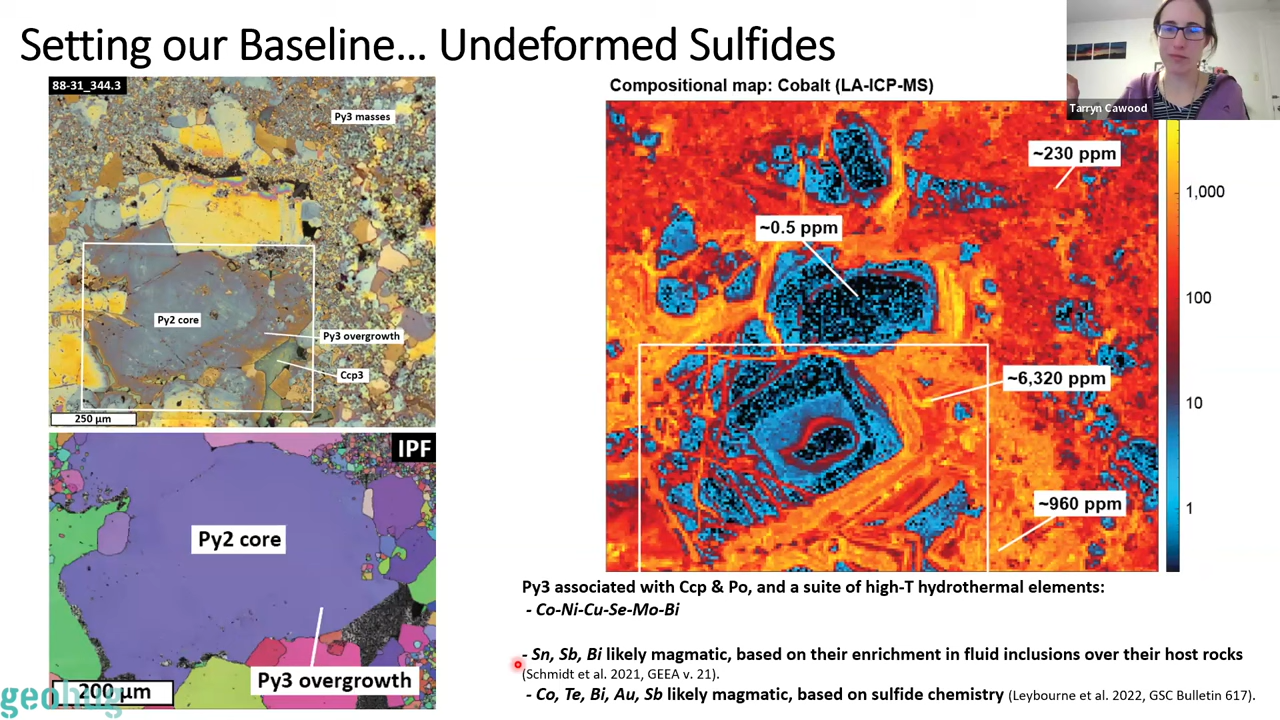 Setting our Baseline… Undeformed Sulfides
Tarryn Cawood
88-31_344.3
Py3 masses
Py2 core
Py3 overgrowth
Ccp3
250 µm
IPF
Py2 core
Py3 overgrowth
200 µm
geohug
Compositional map: Cobalt (LA-ICP-MS)
~230 ppm
~0.5 ppm
~6,320 ppm
~960 ppm
1,000
100
10
1
Py3 associated with Ccp & Po, and a suite of high-T hydrothermal elements:
- Co-Ni-Cu-Se-Mo-Bi
- Sn, Sb, Bi likely magmatic, based on their enrichment in fluid inclusions over their host rocks
(Schmidt et al. 2021, GEEA v. 21).
- Co, Te, Bi, Au, Sb likely magmatic, based on sulfide chemistry (Leybourne et al. 2022, GSC Bulletin 617).